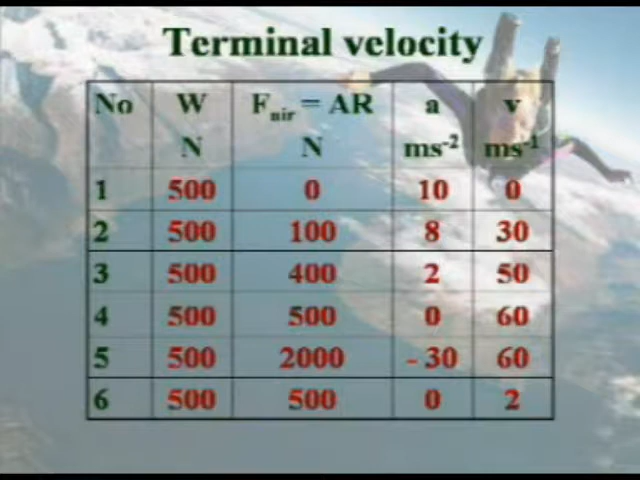 Terminal velocity
No W F_air = AR a v
N N ms⁻² ms⁻¹
1 500 0 10 0
2 500 100 8 30
3 500 400 2 50
4 500 500 0 60
5 500 2000 - 30 60
6 500 500 0 2